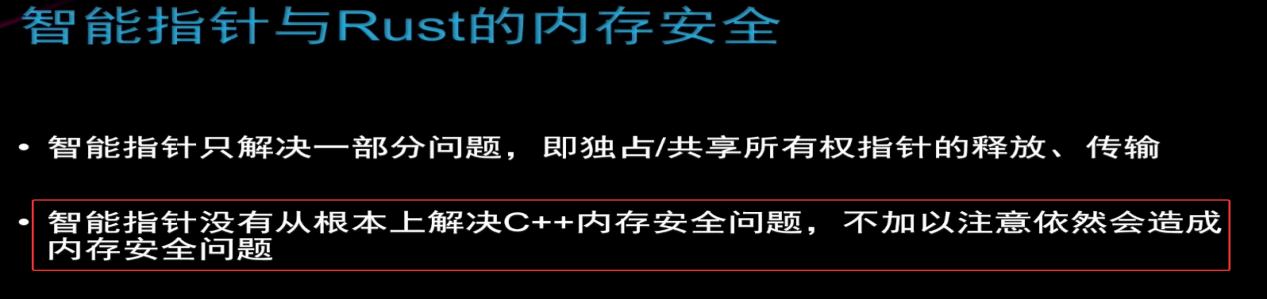 智能指针与Rust的内存安全
• 智能指针只解决一部分问题，即独占/共享所有权指针的释放、传输
• 智能指针没有从根本上解决C++内存安全问题，不加以注意依然会造成
内存安全问题